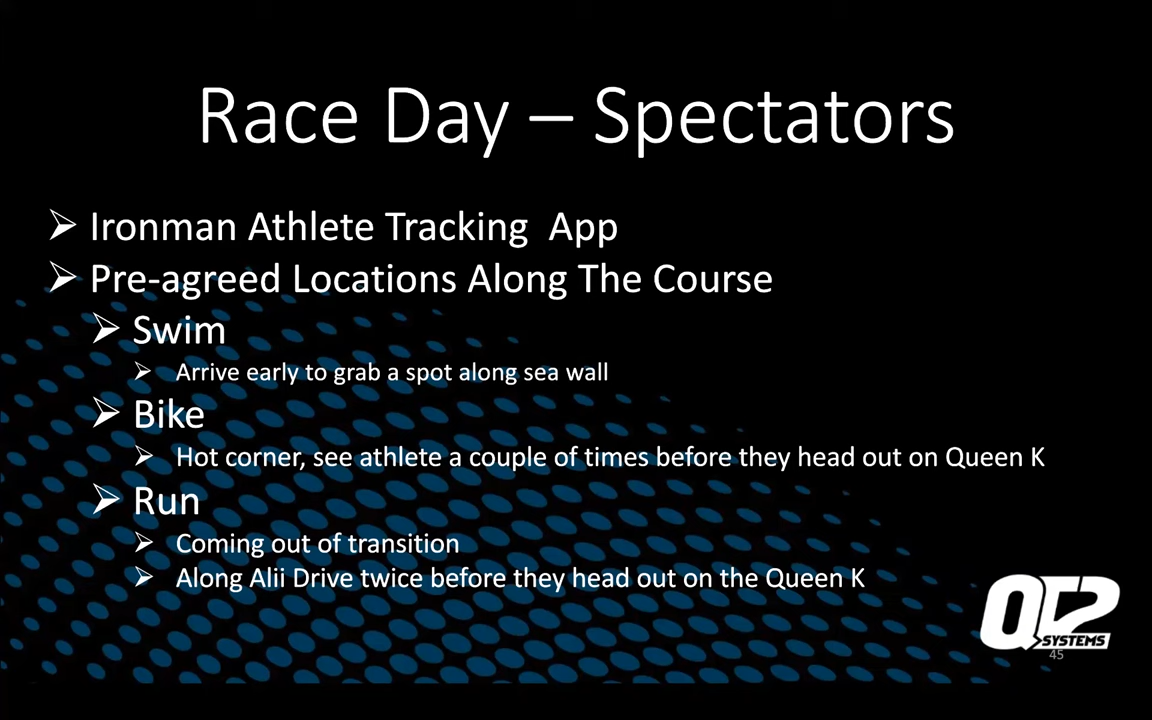 Race Day – Spectators
➢ Ironman Athlete Tracking  App
➢ Pre-agreed Locations Along The Course
➢ Swim
➢ Arrive early to grab a spot along sea wall
➢ Bike
➢ Hot corner, see athlete a couple of times before they head out on Queen K
➢ Run
➢ Coming out of transition
➢ Along Alii Drive twice before they head out on the Queen K
QT2
SYSTEMS
45